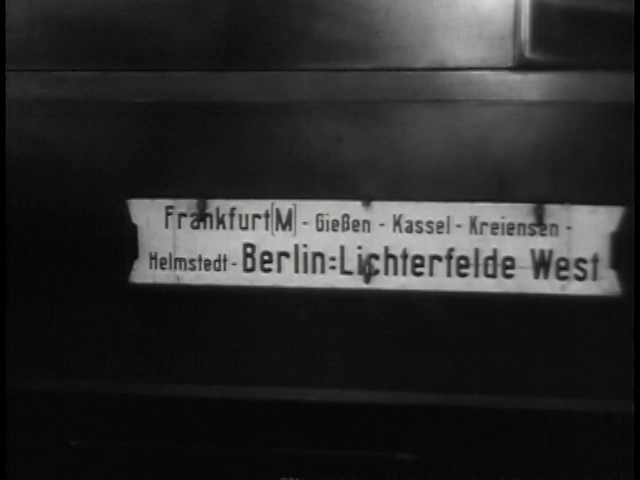 Frankfurt(M) - Gießen - Kassel - Kreiensen -
Helmstedt - Berlin=Lichterfelde West